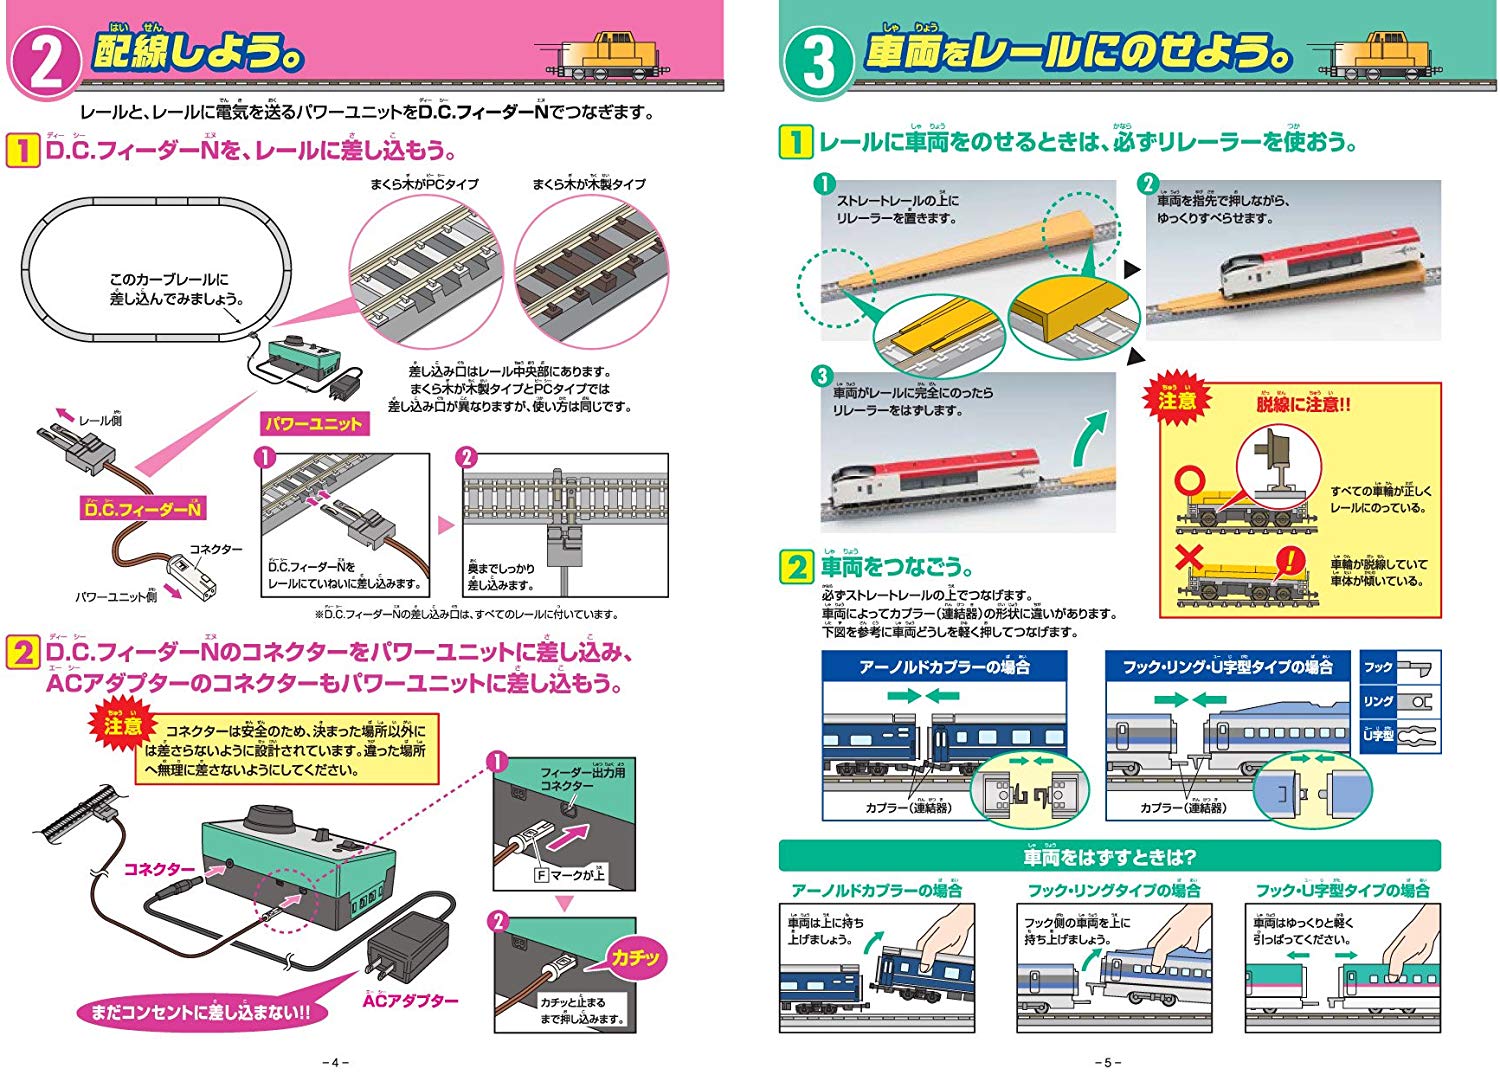 2 配線しよう。
レールと、レールに電気を送るパワーユニットをD.C.フィーダーNでつなぎます。
1 D.C.フィーダーNを、レールに差し込もう。
このカーブレールに
差し込んでみましょう。
まくら木がPCタイプ
まくら木が木製タイプ
差し込み口はレール中央部にあります。
まくら木が木製タイプとPCタイプでは
差し込み口が異なりますが、使い方は同じです。
パワーユニット
レール側
D.C.フィーダーN
コネクター
パワーユニット側
1
D.C.フィーダーNを
レールにていねいに差し込みます。
2
奥までしっかり
差し込みます。
※D.C.フィーダーNの差し込み口は、すべてのレールに付いています。
2 D.C.フィーダーNのコネクターをパワーユニットに差し込み、
ACアダプターのコネクターもパワーユニットに差し込もう。
注意
コネクターは安全のため、決まった場所以外に
は差さらないように設計されています。違った場所
へ無理に差さないようにしてください。
コネクター
ACアダプター
まだコンセントに差し込まない!!
1
フィーダー出力用
コネクター
Fマークが上
2
カチッ
カチッと止まる
まで押し込みます。
－4－
3 車両をレールにのせよう。
1 レールに車両をのせるときは、必ずリレーラーを使おう。
1
ストレートレールの上に
リレーラーを置きます。
2
車両を指先で押しながら、
ゆっくりすべらせます。
3
車両がレールに完全にのったら
リレーラーをはずします。
注意
脱線に注意!!
すべての車輪が正しく
レールにのっている。
車輪が脱線していて
車体が傾いている。
2 車両をつなごう。
必ずストレートレールの上でつなげます。
車両によってカプラー(連結器)の形状に違いがあります。
下図を参考に車両どうしを軽く押してつなげます。
アーノルドカプラーの場合
カプラー(連結器)
フック・リング・U字型タイプの場合
カプラー(連結器)
フック
リング
U字型
車両をはずすときは?
アーノルドカプラーの場合
車両は上に持ち
上げましょう。
フック・リングタイプの場合
フック側の車両を上に
持ち上げましょう。
フック・U字型タイプの場合
車両はゆっくりと軽く
引っぱってください。
－5－